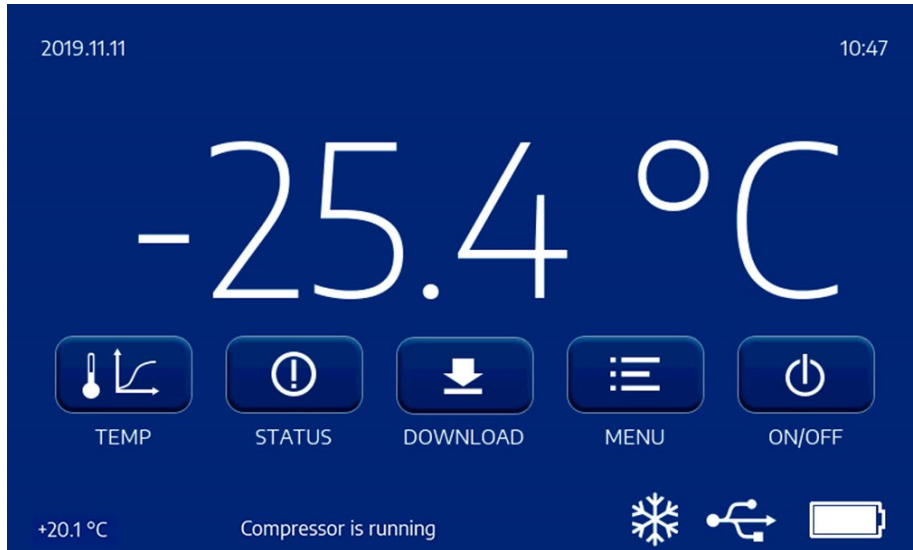 2019.11.11 10:47
-25.4 °C
TEMP STATUS DOWNLOAD MENU ON/OFF
+20.1 °C Compressor is running